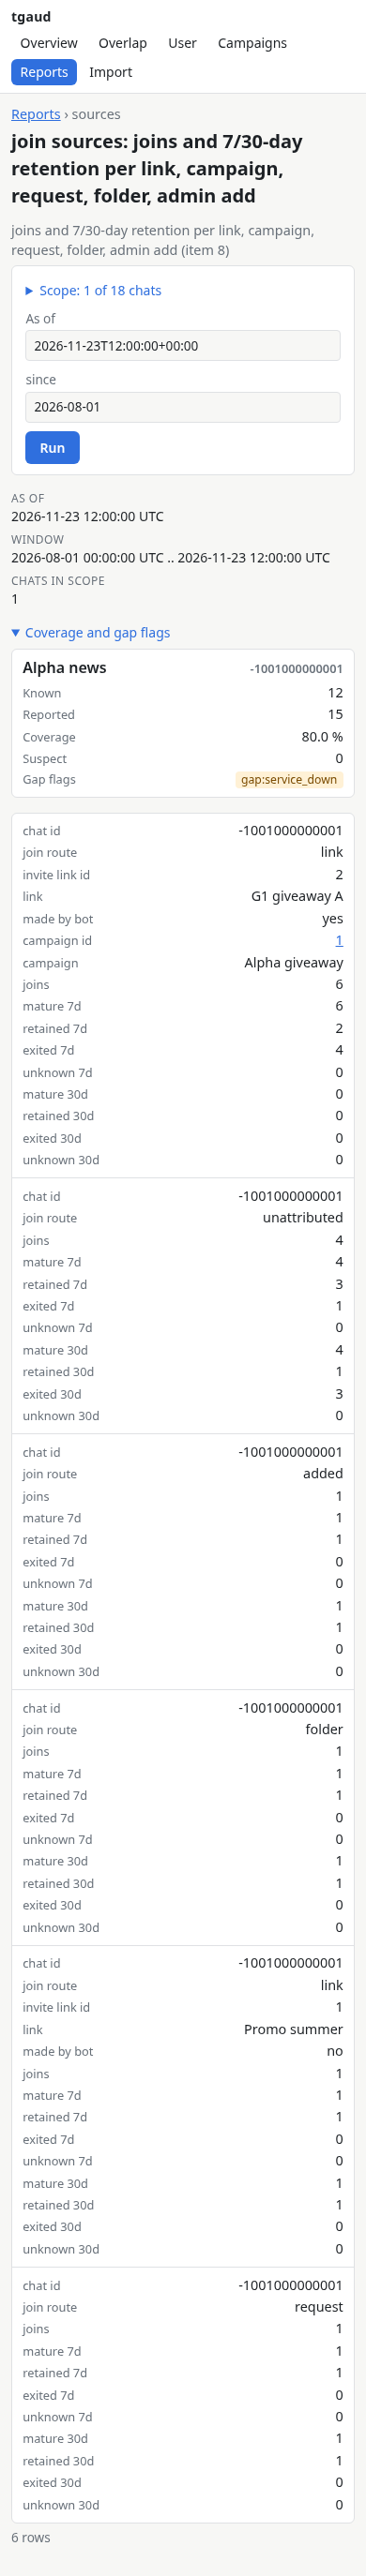 tgaud
Overview Overlap User Campaigns
Reports Import
Reports › sources
join sources: joins and 7/30-day
retention per link, campaign,
request, folder, admin add
joins and 7/30-day retention per link, campaign,
request, folder, admin add (item 8)
▶ Scope: 1 of 18 chats
As of
2026-11-23T12:00:00+00:00
since
2026-08-01
Run
AS OF
2026-11-23 12:00:00 UTC
WINDOW
2026-08-01 00:00:00 UTC .. 2026-11-23 12:00:00 UTC
CHATS IN SCOPE
1
▼ Coverage and gap flags
Alpha news -1001000000001
Known 12
Reported 15
Coverage 80.0 %
Suspect 0
Gap flags gap:service_down
chat id -1001000000001
join route link
invite link id 2
link G1 giveaway A
made by bot yes
campaign id 1
campaign Alpha giveaway
joins 6
mature 7d 6
retained 7d 2
exited 7d 4
unknown 7d 0
mature 30d 0
retained 30d 0
exited 30d 0
unknown 30d 0
chat id -1001000000001
join route unattributed
joins 4
mature 7d 4
retained 7d 3
exited 7d 1
unknown 7d 0
mature 30d 4
retained 30d 1
exited 30d 3
unknown 30d 0
chat id -1001000000001
join route added
joins 1
mature 7d 1
retained 7d 1
exited 7d 0
unknown 7d 0
mature 30d 1
retained 30d 1
exited 30d 0
unknown 30d 0
chat id -1001000000001
join route folder
joins 1
mature 7d 1
retained 7d 1
exited 7d 0
unknown 7d 0
mature 30d 1
retained 30d 1
exited 30d 0
unknown 30d 0
chat id -1001000000001
join route link
invite link id 1
link Promo summer
made by bot no
joins 1
mature 7d 1
retained 7d 1
exited 7d 0
unknown 7d 0
mature 30d 1
retained 30d 1
exited 30d 0
unknown 30d 0
chat id -1001000000001
join route request
joins 1
mature 7d 1
retained 7d 1
exited 7d 0
unknown 7d 0
mature 30d 1
retained 30d 1
exited 30d 0
unknown 30d 0
6 rows